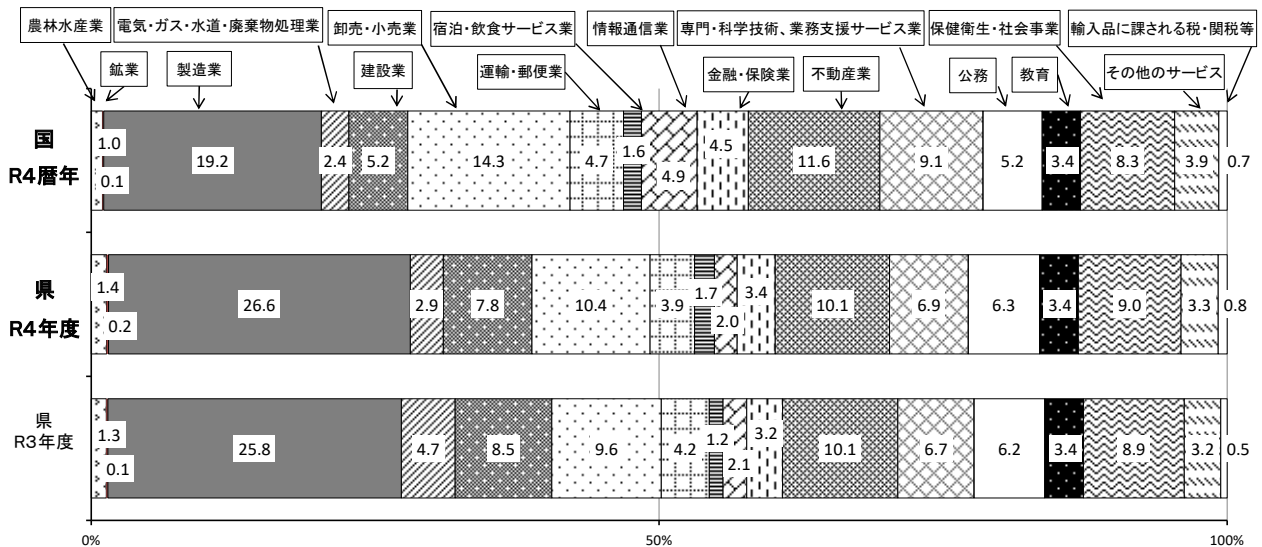 農林水産業
電気・ガス・水道・廃棄物処理業
卸売・小売業
宿泊・飲食サービス業
情報通信業
専門・科学技術、業務支援サービス業
保健衛生・社会事業
輸入品に課される税・関税等
鉱業
製造業
建設業
運輸・郵便業
金融・保険業
不動産業
公務
教育
その他のサービス
国
R4暦年
1.0
0.1
19.2
2.4
5.2
14.3
4.7
1.6
4.9
4.5
11.6
9.1
5.2
3.4
8.3
3.9
0.7
県
R4年度
1.4
0.2
26.6
2.9
7.8
10.4
3.9
1.7
2.0
3.4
10.1
6.9
6.3
3.4
9.0
3.3
0.8
県
R3年度
1.3
0.1
25.8
4.7
8.5
9.6
4.2
1.2
2.1
3.2
10.1
6.7
6.2
3.4
8.9
3.2
0.5
0%
50%
100%